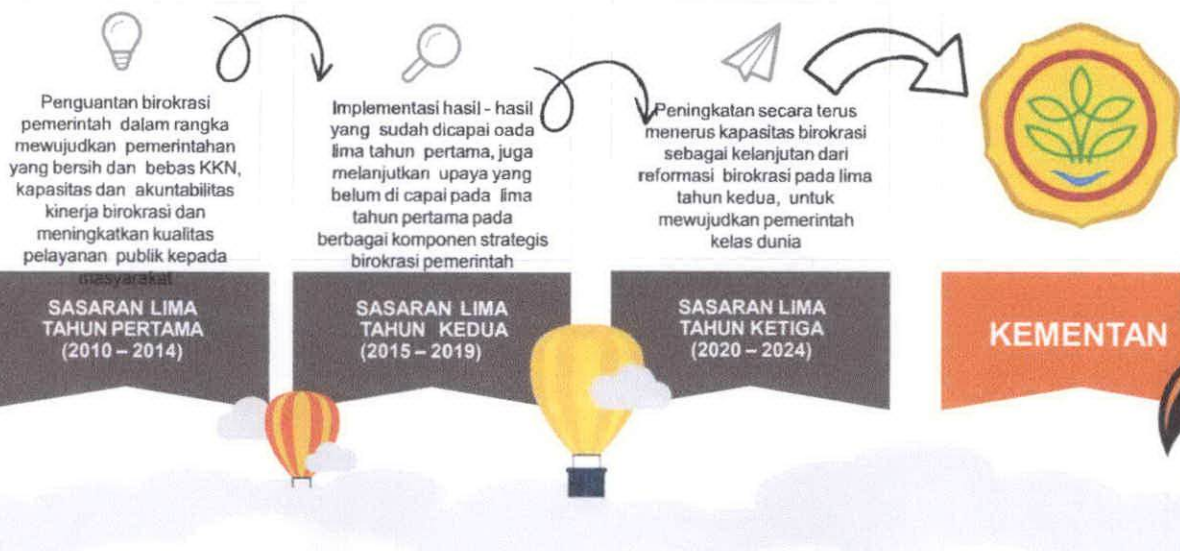 Penguantan birokrasi
pemerintah dalam rangka
mewujudkan pemerintahan
yang bersih dan bebas KKN,
kapasitas dan akuntabilitas
kinerja birokrasi dan
meningkatkan kualitas
pelayanan publik kepada
masyarakat
SASARAN LIMA
TAHUN PERTAMA
(2010 – 2014)
Implementasi hasil - hasil
yang sudah dicapai oada
lima tahun pertama, juga
melanjutkan upaya yang
belum di capai pada lima
tahun pertama pada
berbagai komponen strategis
birokrasi pemerintah
SASARAN LIMA
TAHUN KEDUA
(2015 – 2019)
Peningkatan secara terus
menerus kapasitas birokrasi
sebagai kelanjutan dari
reformasi birokrasi pada lima
tahun kedua, untuk
mewujudkan pemerintah
kelas dunia
SASARAN LIMA
TAHUN KETIGA
(2020 – 2024)
KEMENTAN